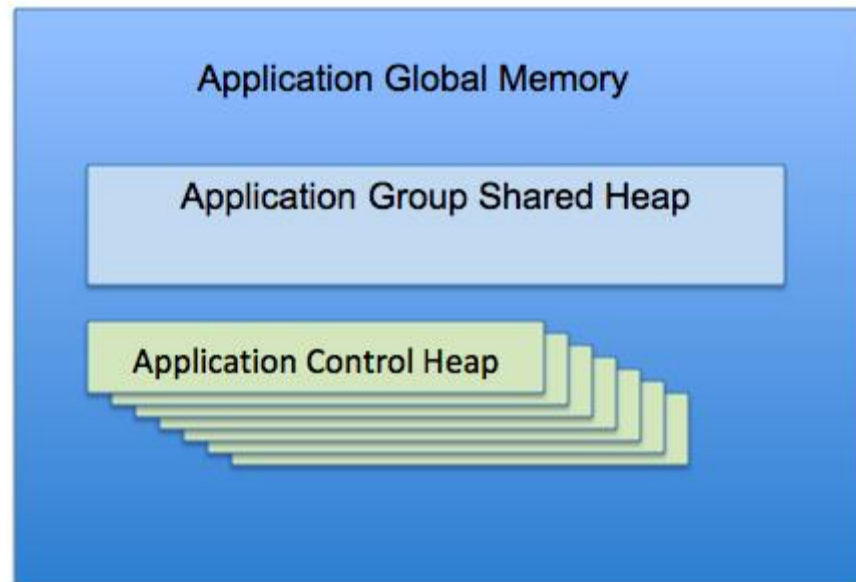 Application Global Memory
Application Group Shared Heap
Application Control Heap